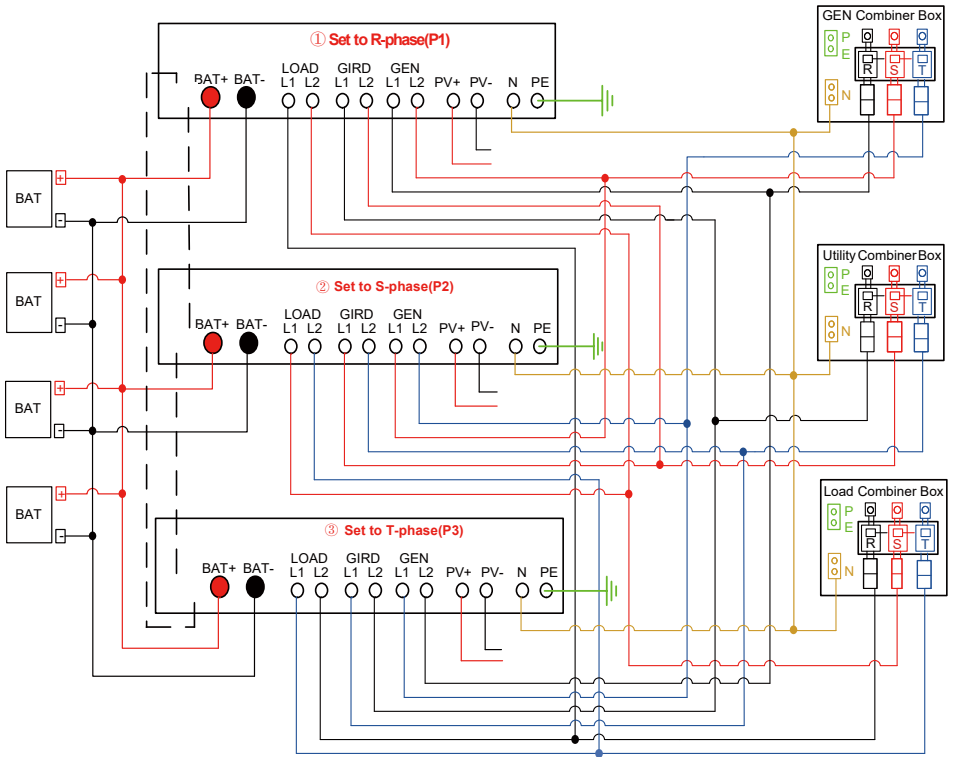 ① Set to R-phase(P1)
BAT+ BAT-
LOAD GIRD GEN
L1 L2 L1 L2 L1 L2 PV+ PV- N PE
GEN Combiner Box
P
E
N
R S T
BAT + -
BAT + -
② Set to S-phase(P2)
BAT+ BAT-
LOAD GIRD GEN
L1 L2 L1 L2 L1 L2 PV+ PV- N PE
Utility Combiner Box
P
E
N
R S T
BAT + -
BAT + -
③ Set to T-phase(P3)
BAT+ BAT-
LOAD GIRD GEN
L1 L2 L1 L2 L1 L2 PV+ PV- N PE
Load Combiner Box
P
E
N
R S T